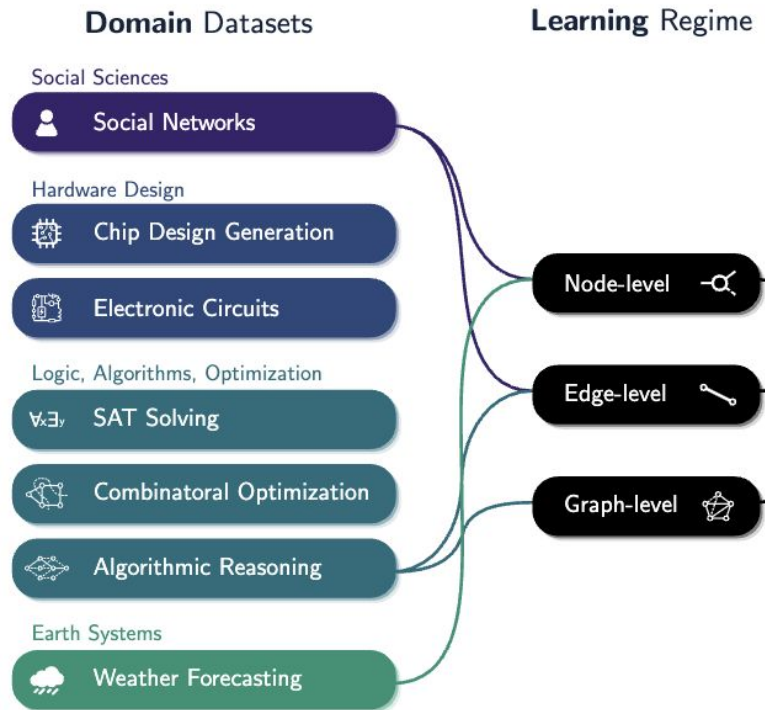 Domain Datasets
Learning Regime
Social Sciences
Social Networks
Hardware Design
Chip Design Generation
Electronic Circuits
Logic, Algorithms, Optimization
∀x∃y SAT Solving
Combinatoral Optimization
Algorithmic Reasoning
Earth Systems
Weather Forecasting
Node-level
Edge-level
Graph-level